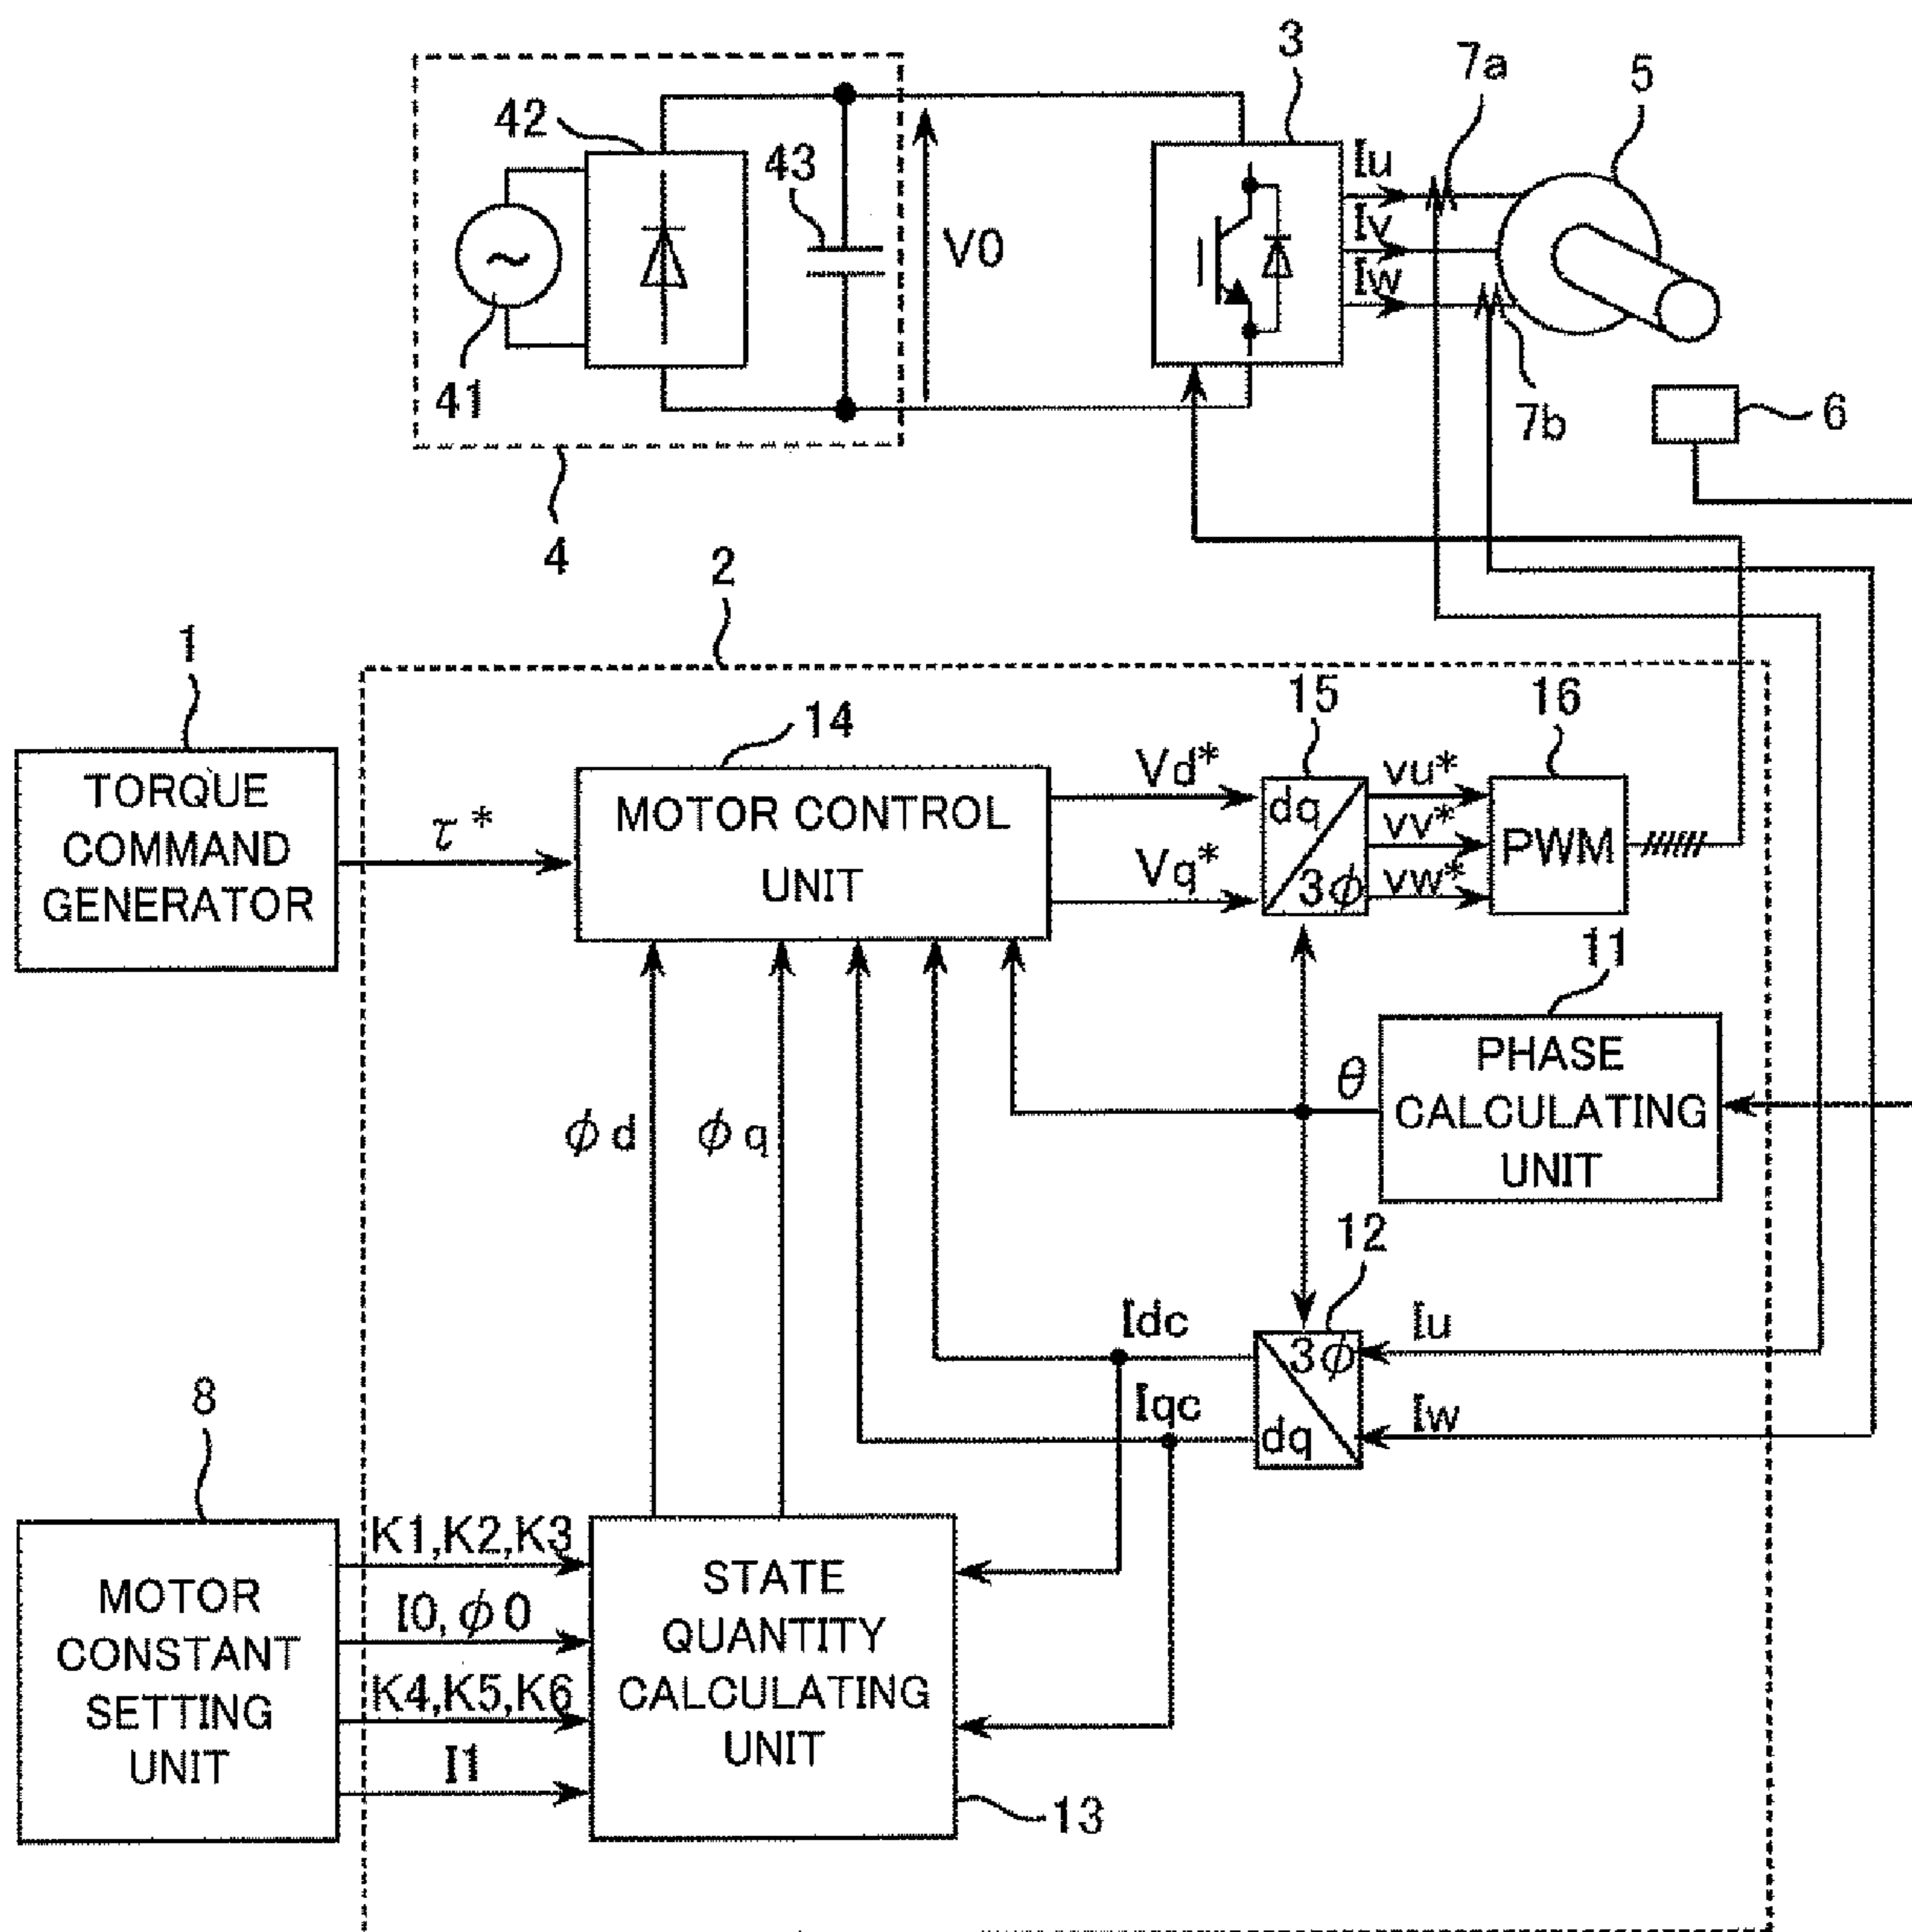 3
7a
5
42
43
Iu
Iv
Iw
V0
~
41
7b
6
4
2
1
15
16
14
TORQUE
COMMAND
GENERATOR
τ*
MOTOR CONTROL
UNIT
Vd*
Vq*
dq
3φ
vu*
vv*
vw*
PWM
11
φd
φq
θ
PHASE
CALCULATING
UNIT
12
Idc
Iqc
3φ
dq
Iu
Iw
8
MOTOR
CONSTANT
SETTING
UNIT
K1,K2,K3
I0,φ0
K4,K5,K6
I1
STATE
QUANTITY
CALCULATING
UNIT
13